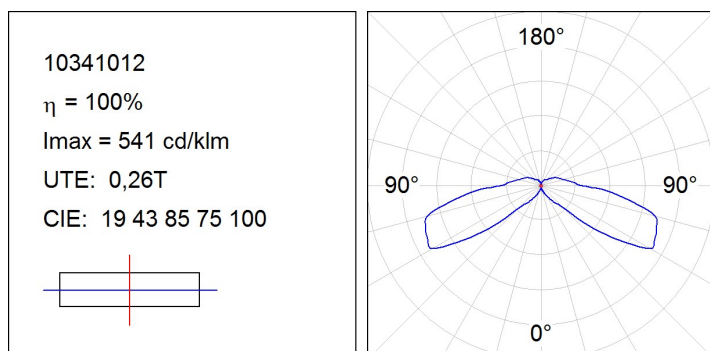 10341012
η = 100%
Imax = 541 cd/klm
UTE: 0,26T
CIE: 19 43 85 75 100
180°
90°
90°
0°